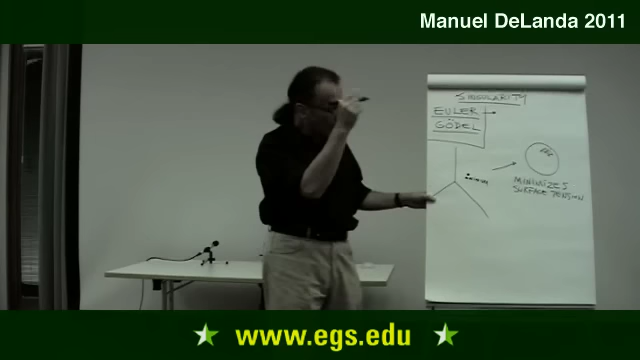 Manuel DeLanda 2011
SINGULARITY
EULER
GÖDEL
MINIMIZES
SURFACE TENSION
www.egs.edu